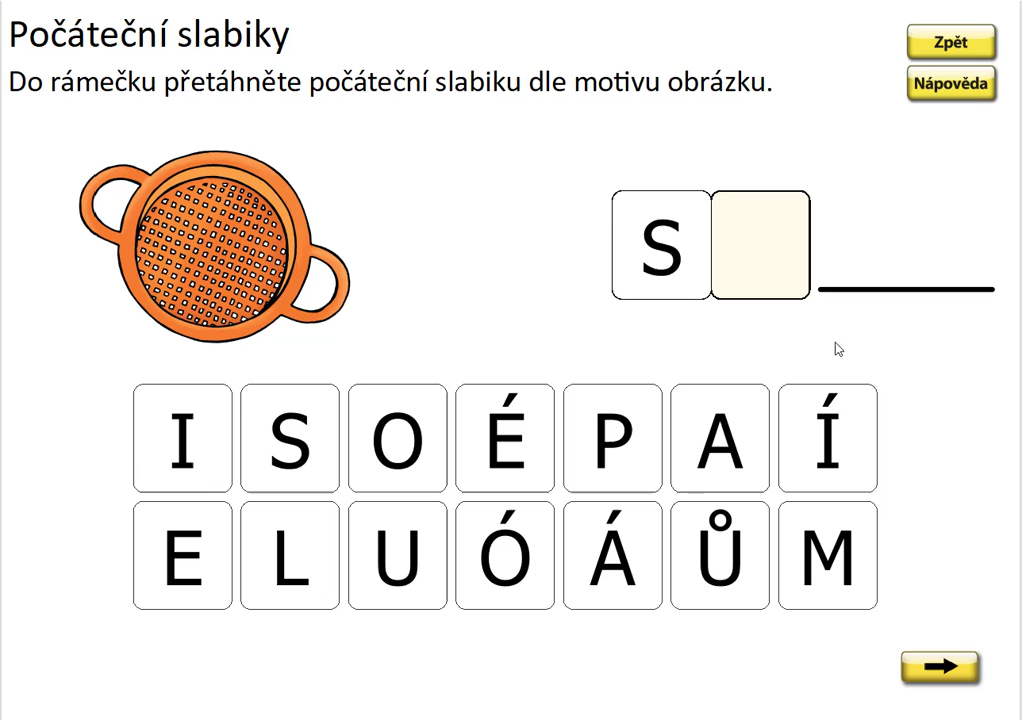 Počáteční slabiky
Zpět
Do rámečku přetáhněte počáteční slabiku dle motivu obrázku.
Nápověda
S
I S O É P A Í
E L U Ó Á Ů M